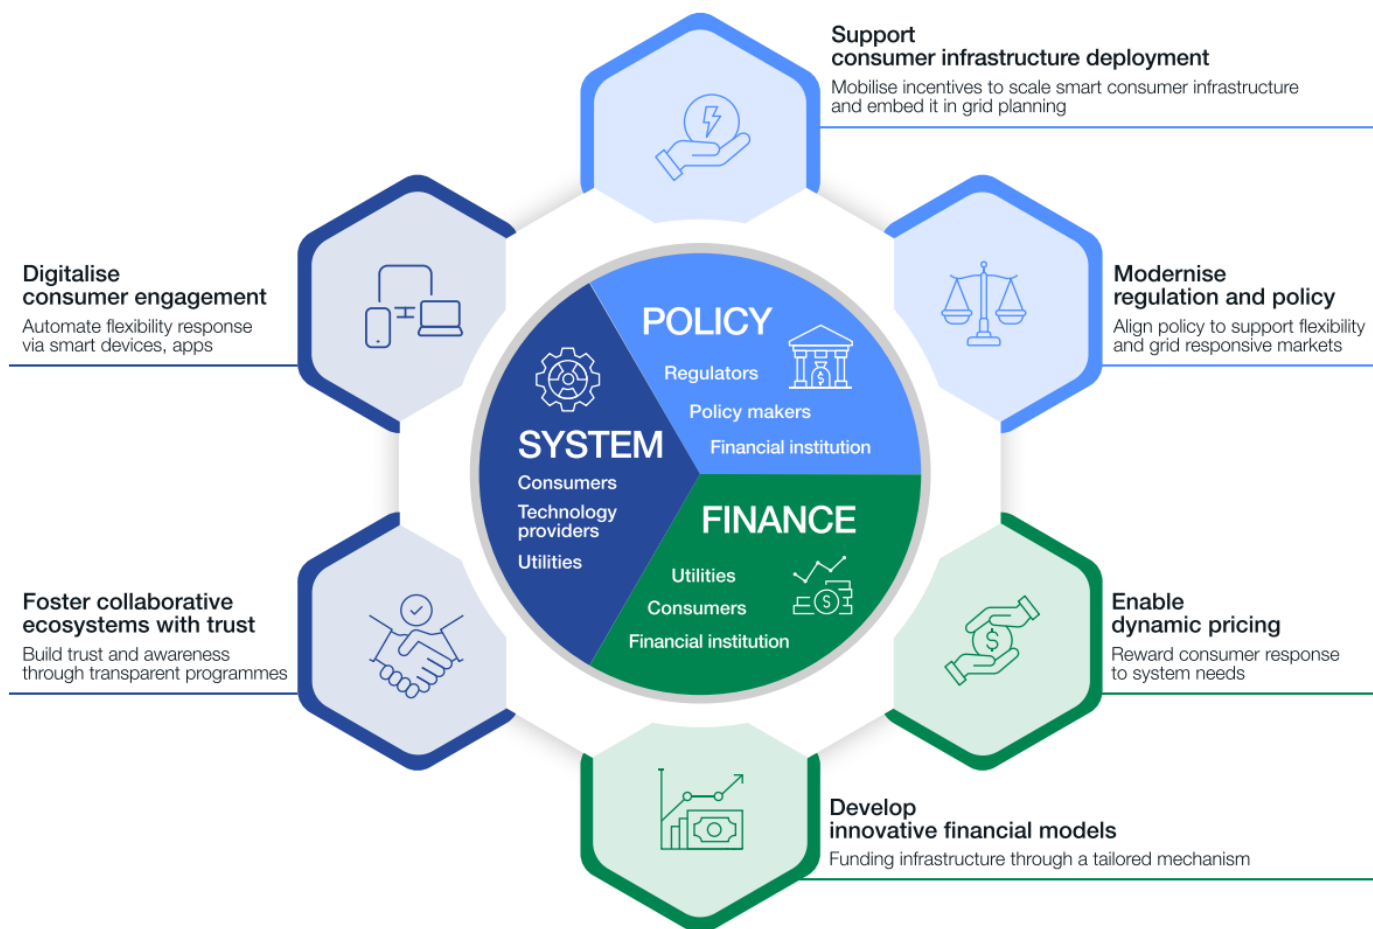 Support
consumer infrastructure deployment
Mobilise incentives to scale smart consumer infrastructure
and embed it in grid planning
Modernise
regulation and policy
Align policy to support flexibility
and grid responsive markets
Enable
dynamic pricing
Reward consumer response
to system needs
Develop
innovative financial models
Funding infrastructure through a tailored mechanism
Foster collaborative
ecosystems with trust
Build trust and awareness
through transparent programmes
Digitalise
consumer engagement
Automate flexibility response
via smart devices, apps
POLICY
Regulators
Policy makers
Financial institution
SYSTEM
Consumers
Technology
providers
Utilities
FINANCE
Utilities
Consumers
Financial institution